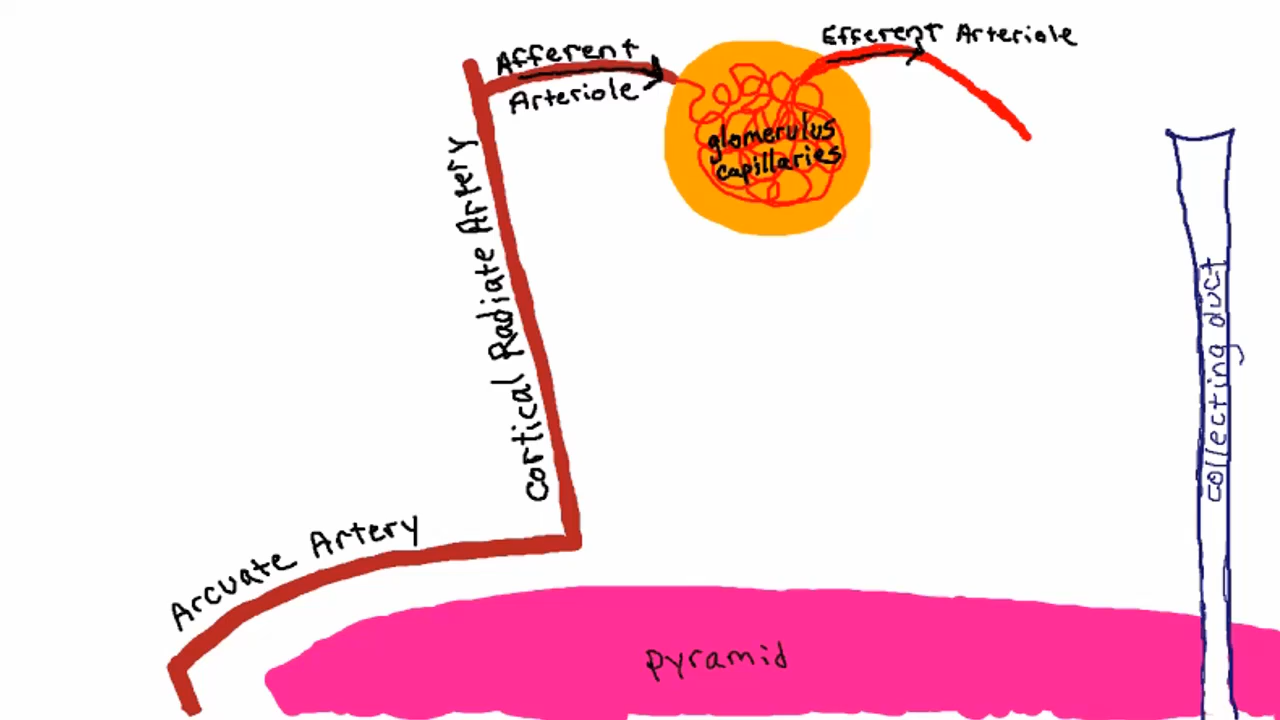 Afferent
Arteriole
Efferent Arteriole
glomerulus
capillaries
Cortical Radiate Artery
collecting duct
Arcuate Artery
pyramid